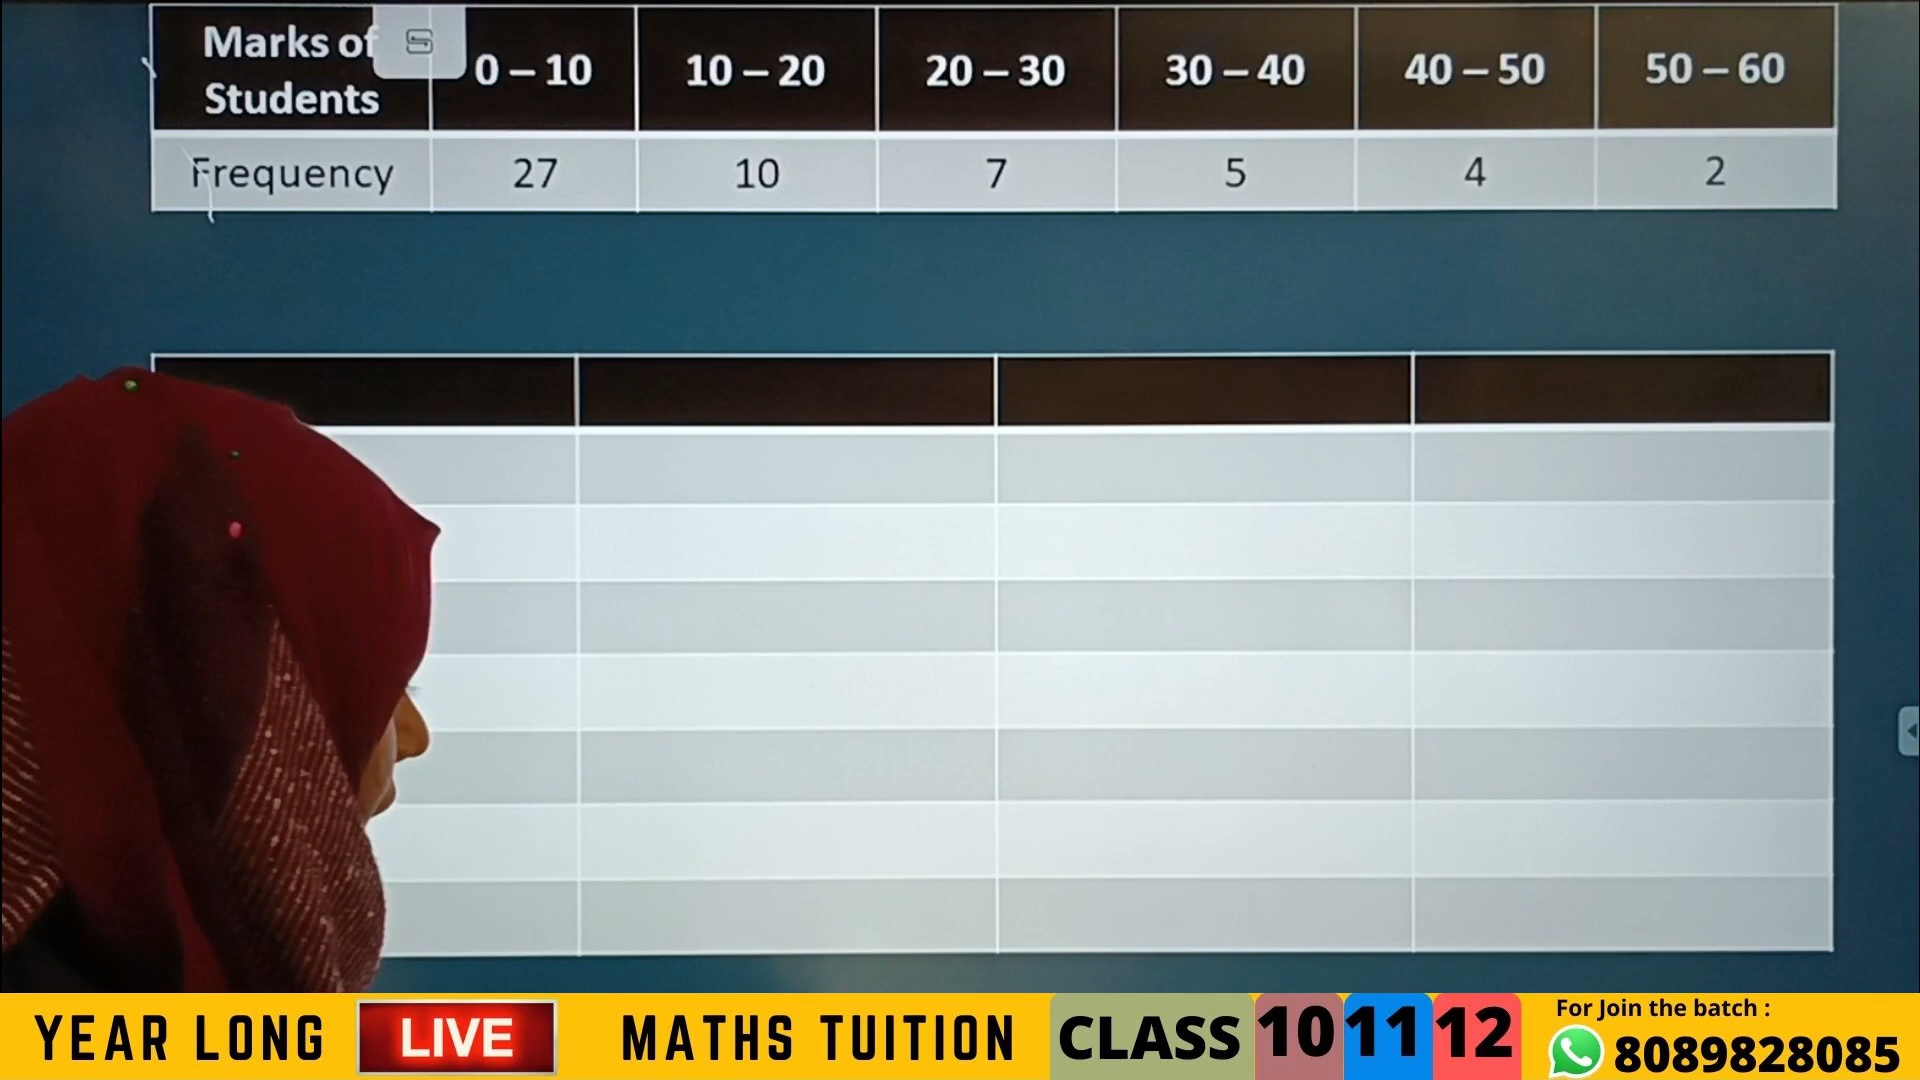 Marks of Students 0 – 10 10 – 20 20 – 30 30 – 40 40 – 50 50 – 60
Frequency 27 10 7 5 4 2
YEAR LONG LIVE MATHS TUITION CLASS 10 11 12
For Join the batch :
8089828085